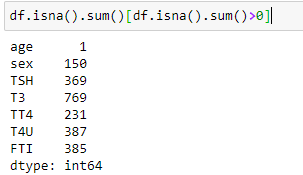 df.isna().sum()[df.isna().sum()>0]
age 1
sex 150
TSH 369
T3 769
TT4 231
T4U 387
FTI 385
dtype: int64